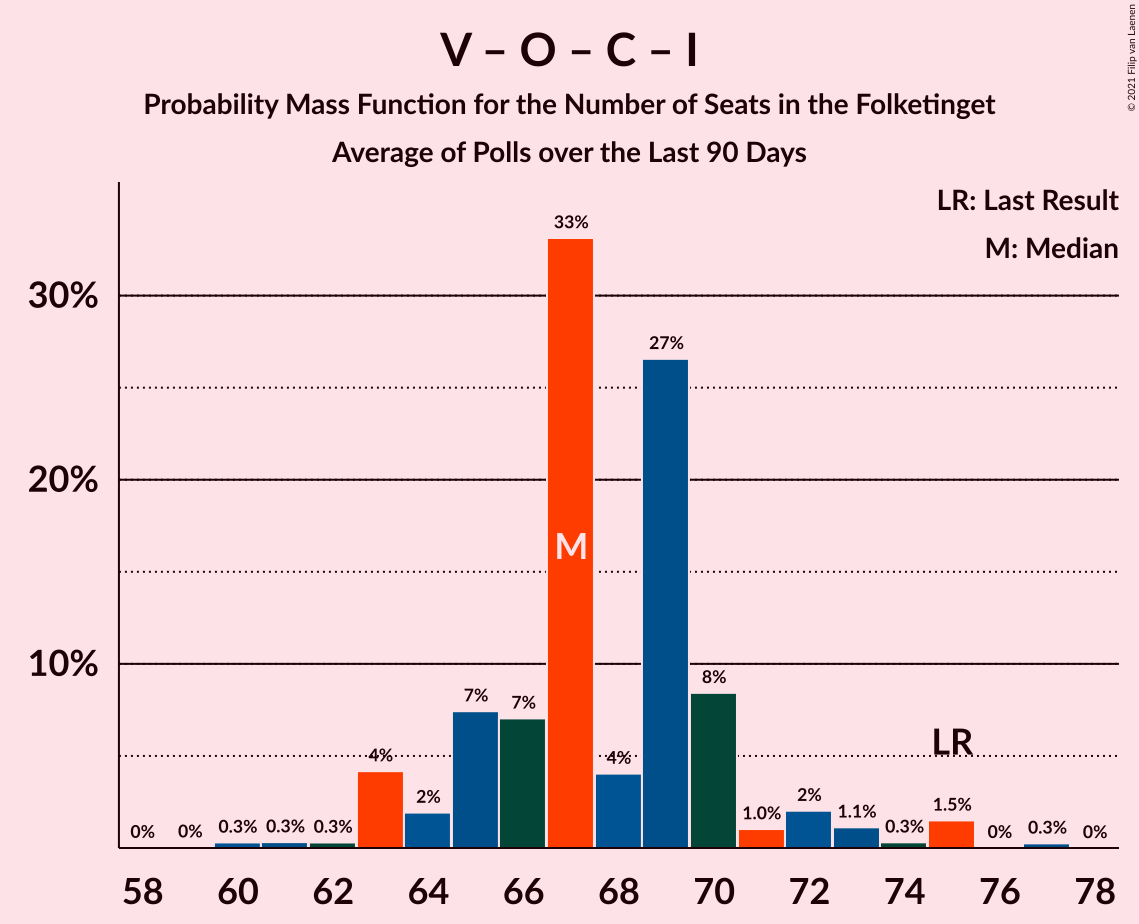 V – O – C – I
Probability Mass Function for the Number of Seats in the Folketinget
Average of Polls over the Last 90 Days
© 2021 Filip van Laenen
LR: Last Result
M: Median
33%
30%
27%
20%
M
10%
8%
7%
7%
LR
4%
4%
2%
2%
1.5%
1.0%
1.1%
0%
0%
0.3%
0.3%
0.3%
0.3%
0%
0.3%
0%
58 60 62 64 66 68 70 72 74 76 78